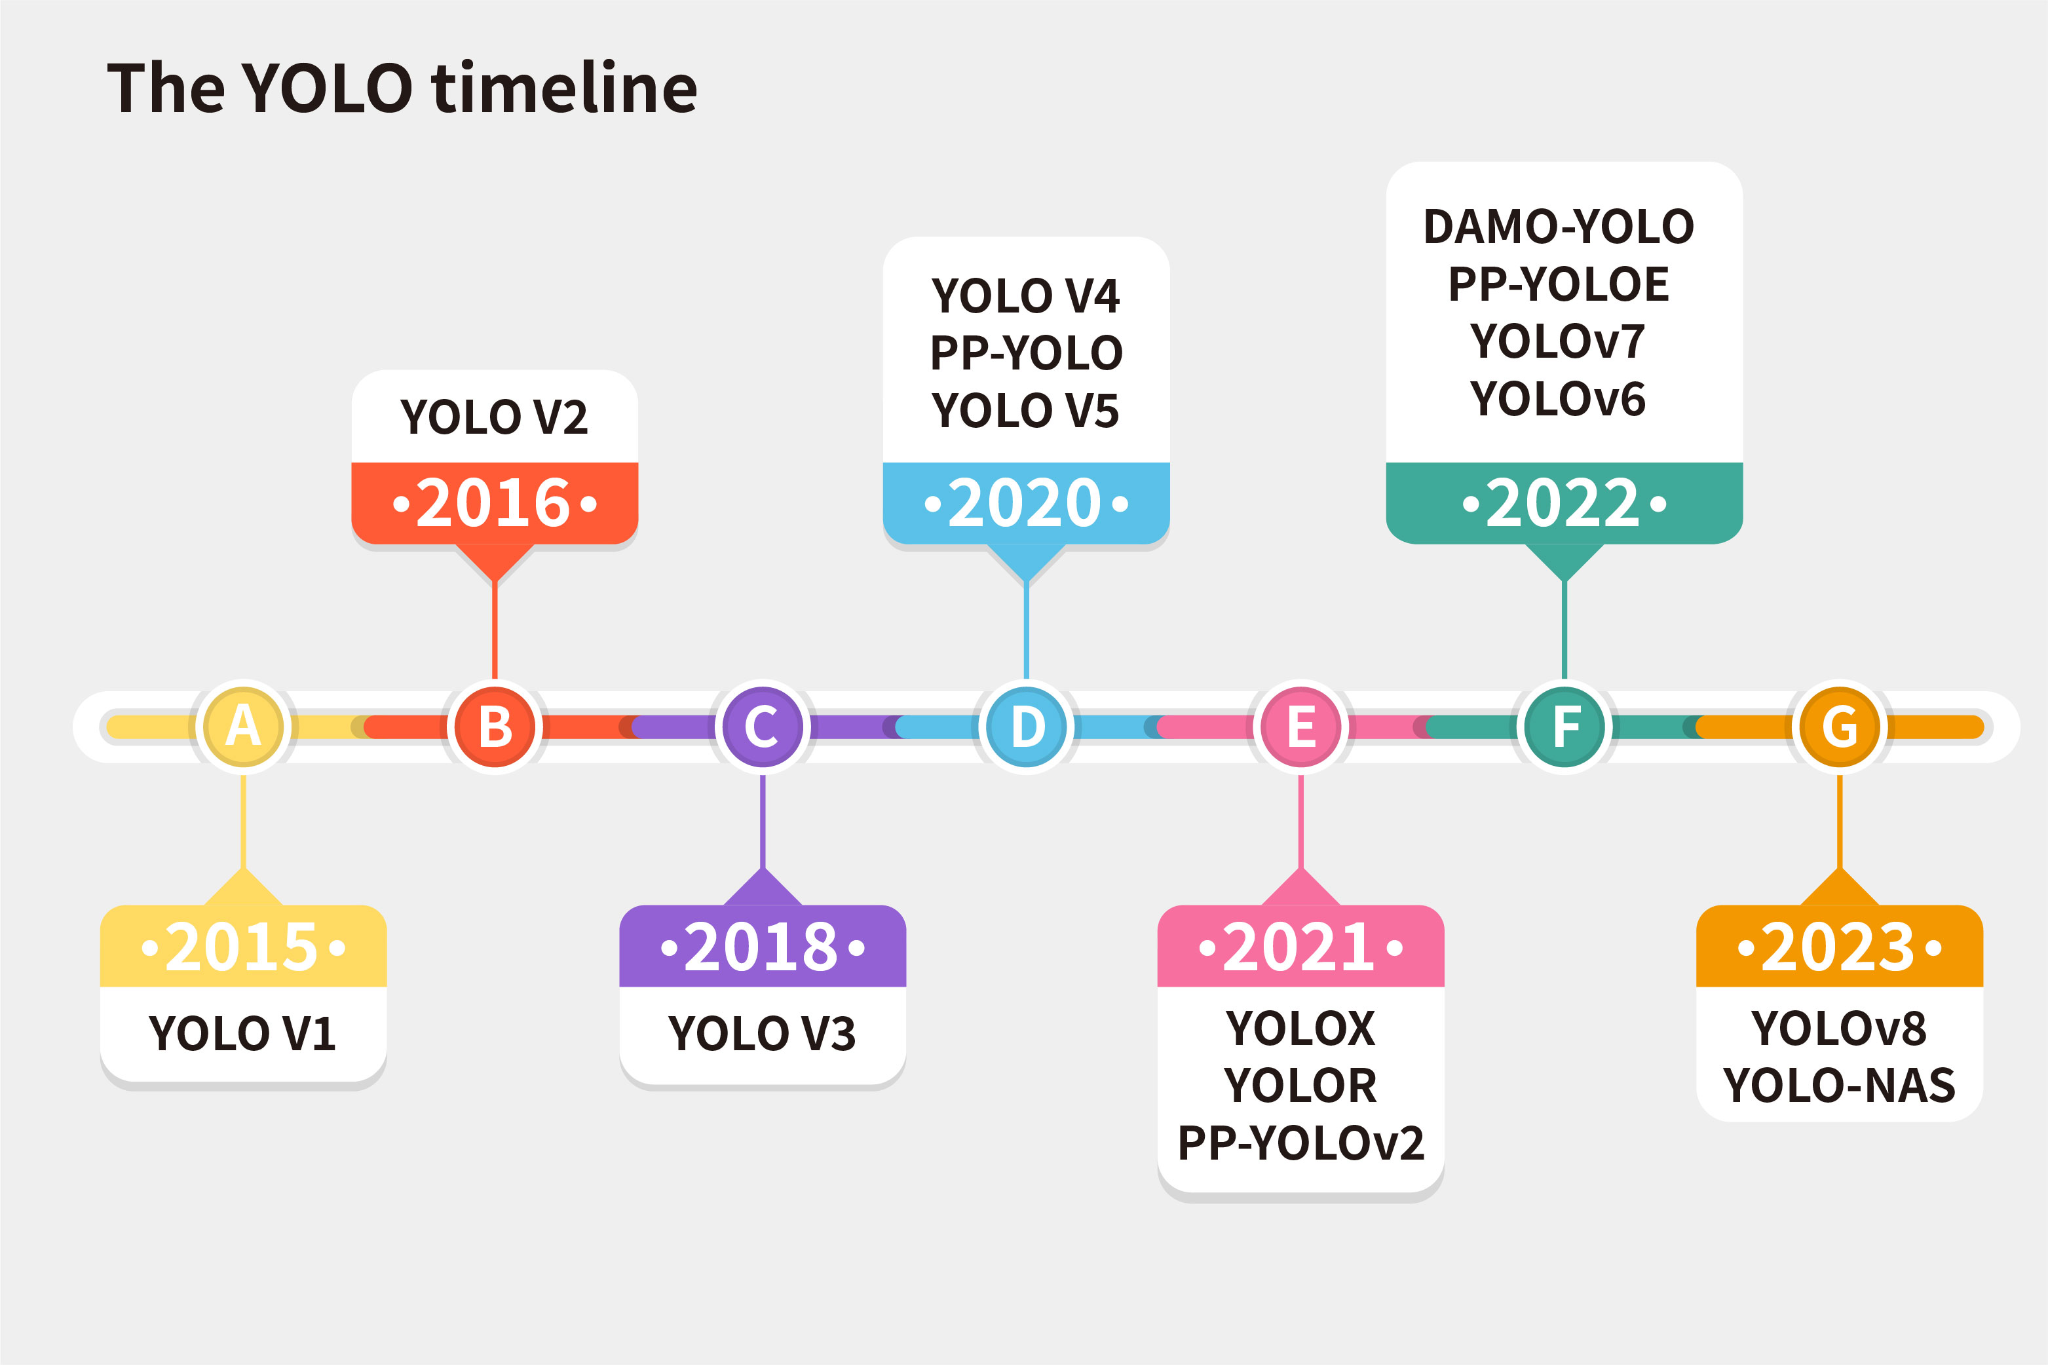 The YOLO timeline
YOLO V2
•2016•
YOLO V4
PP-YOLO
YOLO V5
•2020•
DAMO-YOLO
PP-YOLOE
YOLOv7
YOLOv6
•2022•
A
B
C
D
E
F
G
•2015•
YOLO V1
•2018•
YOLO V3
•2021•
YOLOX
YOLOR
PP-YOLOv2
•2023•
YOLOv8
YOLO-NAS